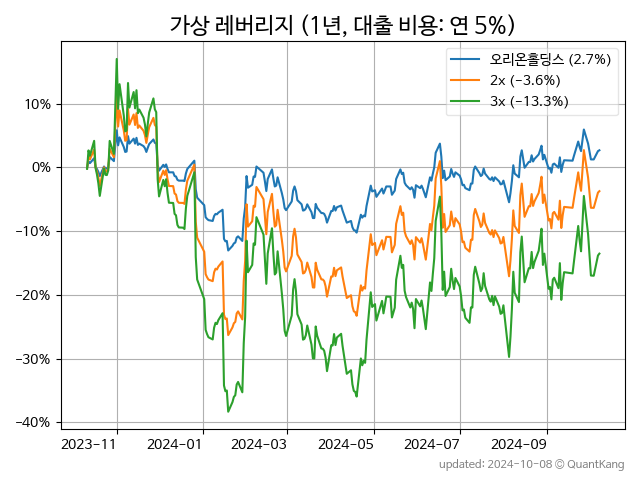 가상 레버리지 (1년, 대출 비용: 연 5%)
오리온홀딩스 (2.7%)
2x (−3.6%)
3x (−13.3%)
10%
0%
−10%
−20%
−30%
−40%
2023−11
2024−01
2024−03
2024−05
2024−07
2024−09
updated: 2024-10-08 © QuantKang